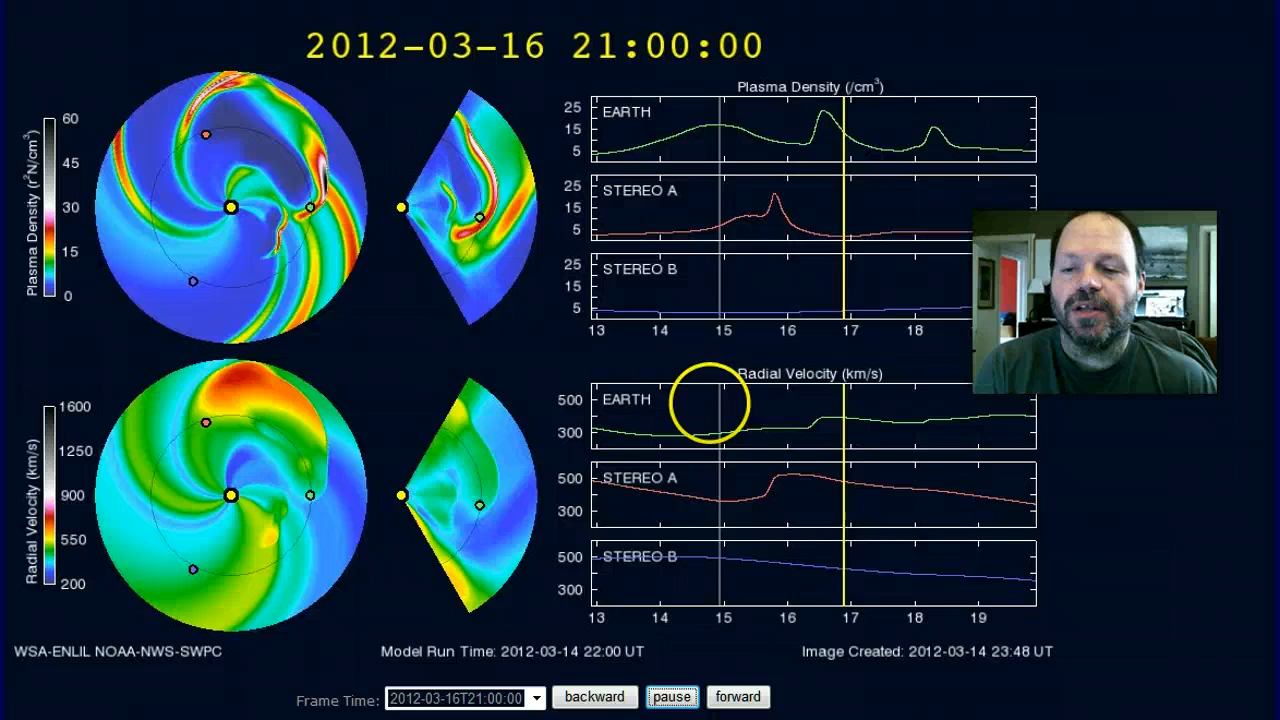 2012-03-16 21:00:00
Plasma Density (r²N/cm³)
60
45
30
15
0
Plasma Density (/cm³)
EARTH
25
15
5
STEREO A
25
15
5
STEREO B
25
15
5
13 14 15 16 17 18
Radial Velocity (km/s)
1600
1250
900
550
200
Radial Velocity (km/s)
EARTH
500
300
STEREO A
500
300
STEREO B
500
300
13 14 15 16 17 18 19
WSA-ENLIL NOAA-NWS-SWPC
Model Run Time: 2012-03-14 22:00 UT
Image Created: 2012-03-14 23:48 UT
Frame Time: 2012-03-16T21:00:00 backward pause forward